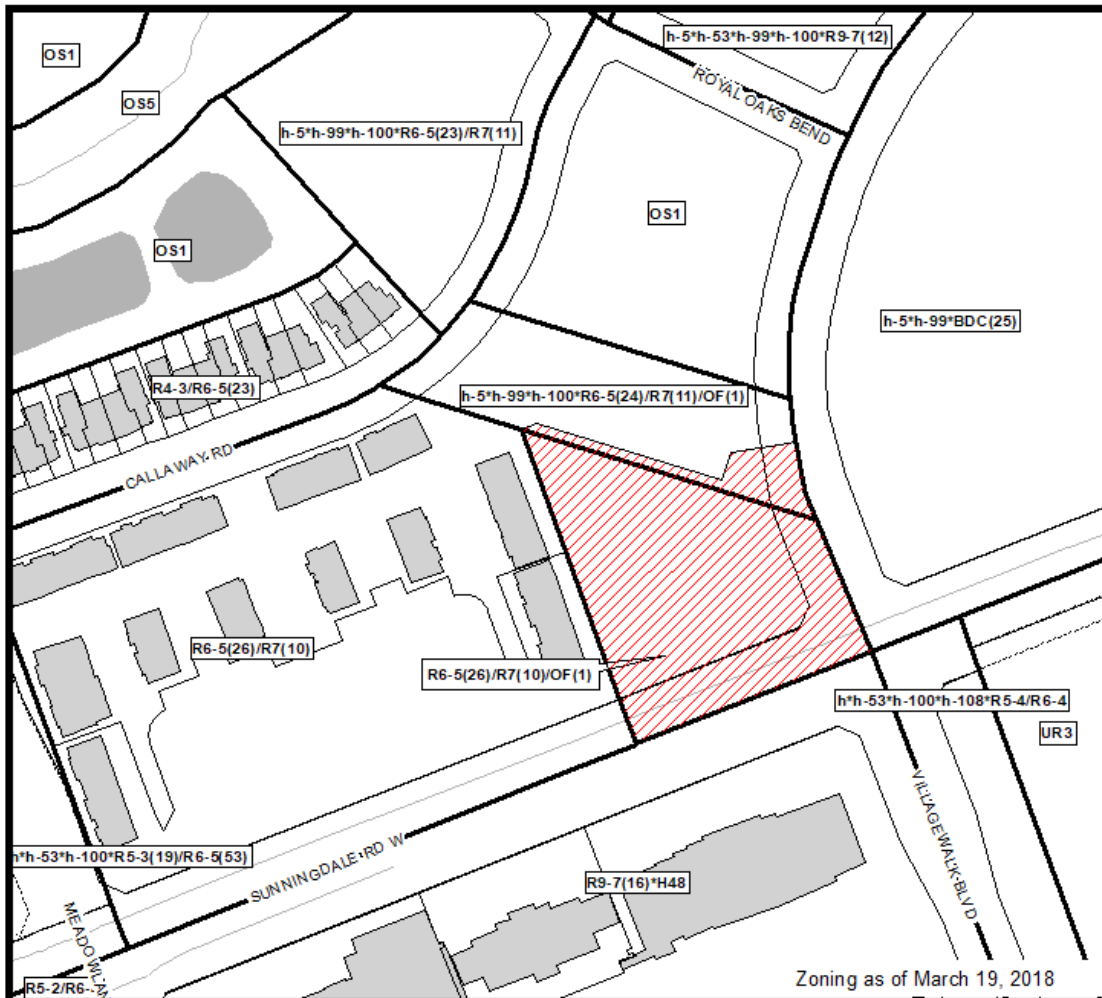 OS1
h-5*h-53*h-99*h-100*R9-7(12)
OS5
ROYAL OAKS BEND
h-5*h-99*h-100*R6-5(23)/R7(11)
OS1
OS1
h-5*h-99*BDC(25)
R4-3/R6-5(23)
h-5*h-99*h-100*R6-5(24)/R7(11)/OF(1)
CALLAWAY RD
R6-5(26)/R7(10)
R6-5(26)/R7(10)/OF(1)
h*h-53*h-100*h-108*R5-4/R6-4
UR3
VILLAGEWALK BLVD
h*h-53*h-100*R5-3(19)/R6-5(53)
SUNNINGDALE RD W
R9-7(16)*H48
MEADOWLAN
R5-2/R6-
Zoning as of March 19, 2018